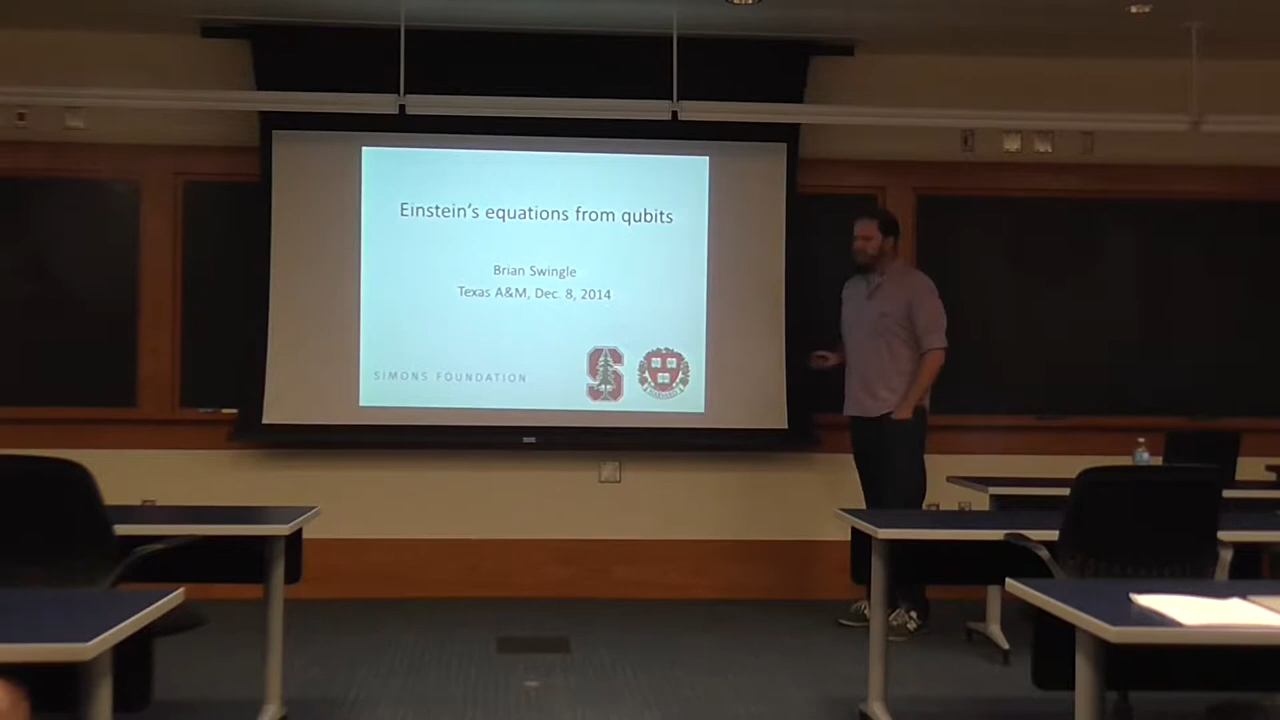 Einstein's equations from qubits
Brian Swingle
Texas A&M, Dec. 8, 2014
SIMONS FOUNDATION